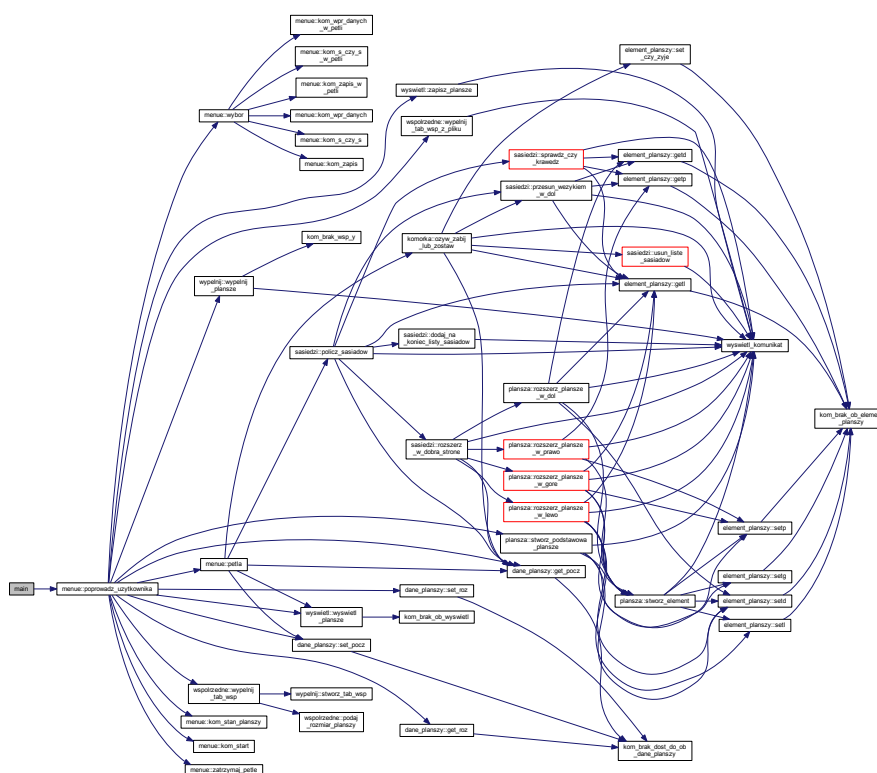 menue::kom_wpr_danych
_w_petli
menue::kom_s_czy_s
_w_petli
menue::kom_zapis_w
_petli
menue::wybor
menue::kom_wpr_danych
menue::kom_s_czy_s
menue::kom_zapis
element_planszy::set
_czy_zyje
wyswietl::zapisz_plansze
wspolrzedne::wypelnij
_tab_wsp_z_pliku
sasiedzi::sprawdz_czy
_krawedz
element_planszy::getd
element_planszy::getp
sasiedzi::przesun_wezykiem
_w_dol
kom_brak_wsp_y
komorka::ozyw_zabij
_lub_zostaw
sasiedzi::usun_liste
_sasiadow
wypelnij::wypelnij
_plansze
element_planszy::getl
sasiedzi::dodaj_na
_koniec_listy_sasiadow
sasiedzi::policz_sasiadow
wyswietl_komunikat
plansza::rozszerz_plansze
_w_dol
kom_brak_ob_eleme
_planszy
sasiedzi::rozszerz
_w_dobra_strone
plansza::rozszerz_plansze
_w_prawo
plansza::rozszerz_plansze
_w_gore
plansza::rozszerz_plansze
_w_lewo
element_planszy::setp
plansza::stworz_podstawowa
_plansze
menue::petla
dane_planszy::get_pocz
element_planszy::setg
main
menue::poprowadz_uzytkownika
dane_planszy::set_roz
plansza::stworz_element
element_planszy::setd
wyswietl::wyswietl
_plansze
kom_brak_ob_wyswietl
element_planszy::setl
dane_planszy::set_pocz
wspolrzedne::wypelnij
_tab_wsp
wypelnij::stworz_tab_wsp
menue::kom_stan_planszy
wspolrzedne::podaj
_rozmiar_planszy
dane_planszy::get_roz
menue::kom_start
kom_brak_dost_do_ob
_dane_planszy
menue::zatrzymaj_petle